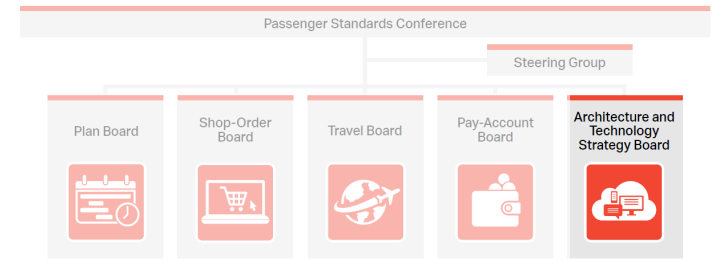 Passenger Standards Conference
Steering Group
Plan Board
Shop-Order
Board
Travel Board
Pay-Account
Board
Architecture and
Technology
Strategy Board